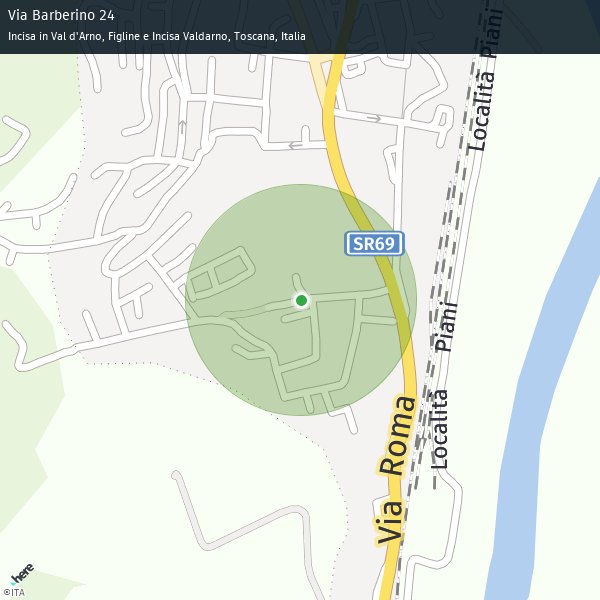 Via Barberino 24
Incisa in Val d'Arno, Figline e Incisa Valdarno, Toscana, Italia
Località Piani
SR69
Località Piani
Via Roma
here
©ITA